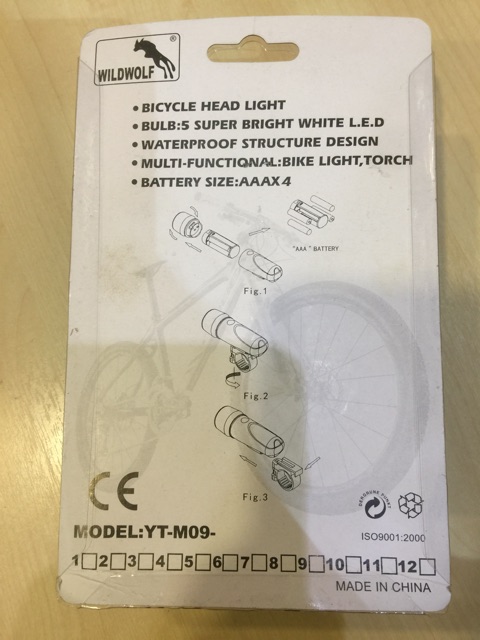 ®
WILDWOLF
• BICYCLE HEAD LIGHT
• BULB:5 SUPER BRIGHT WHITE L.E.D
• WATERPROOF STRUCTURE DESIGN
• MULTI-FUNCTIONAL:BIKE LIGHT,TORCH
• BATTERY SIZE:AAAX4
"AAA" BATTERY
Fig.1
Fig.2
Fig.3
CE
DERGRUNE PUNKT
MODEL:YT-M09-
ISO9001:2000
1□2□3□4□5□6□7□8□9□10□11□12□
MADE IN CHINA